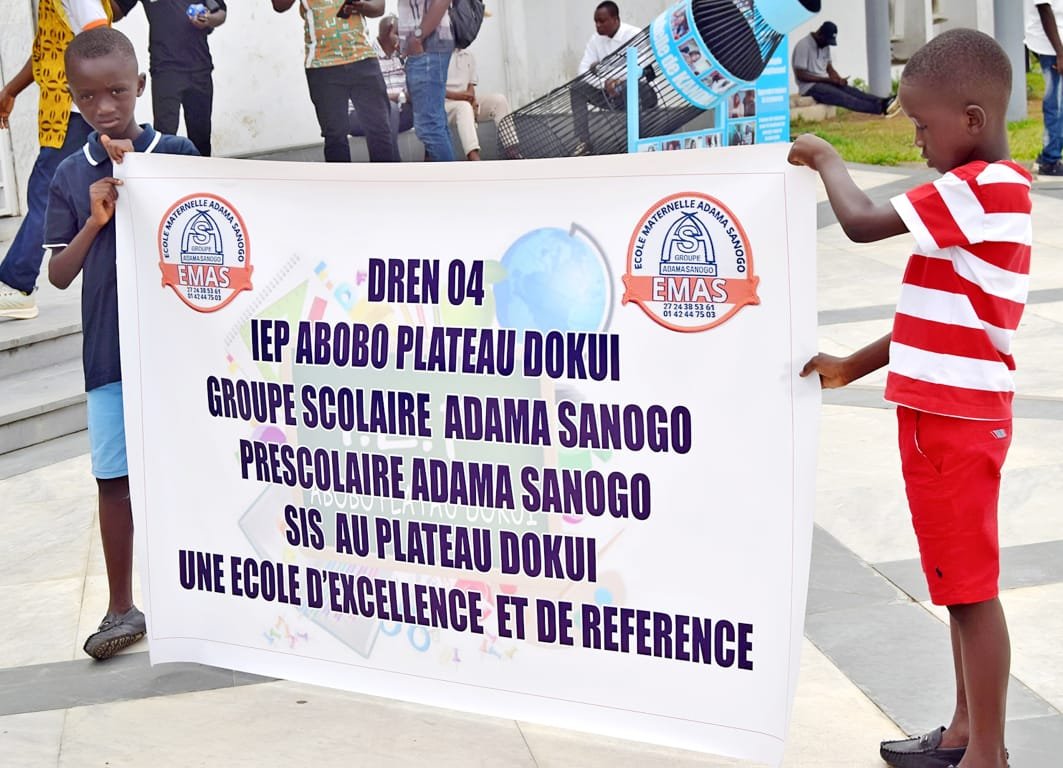 ECOLE MATERNELLE ADAMA SANOGO
GROUPE
ADAMA SANOGO
EMAS
27 24 38 53 61
01 42 44 75 03
ECOLE MATERNELLE ADAMA SANOGO
GROUPE
ADAMA SANOGO
EMAS
27 24 38 53 61
01 42 44 75 03
DREN 04
IEP ABOBO PLATEAU DOKUI
GROUPE SCOLAIRE ADAMA SANOGO
PRESCOLAIRE ADAMA SANOGO
SIS AU PLATEAU DOKUI
UNE ECOLE D'EXCELLENCE ET DE REFERENCE